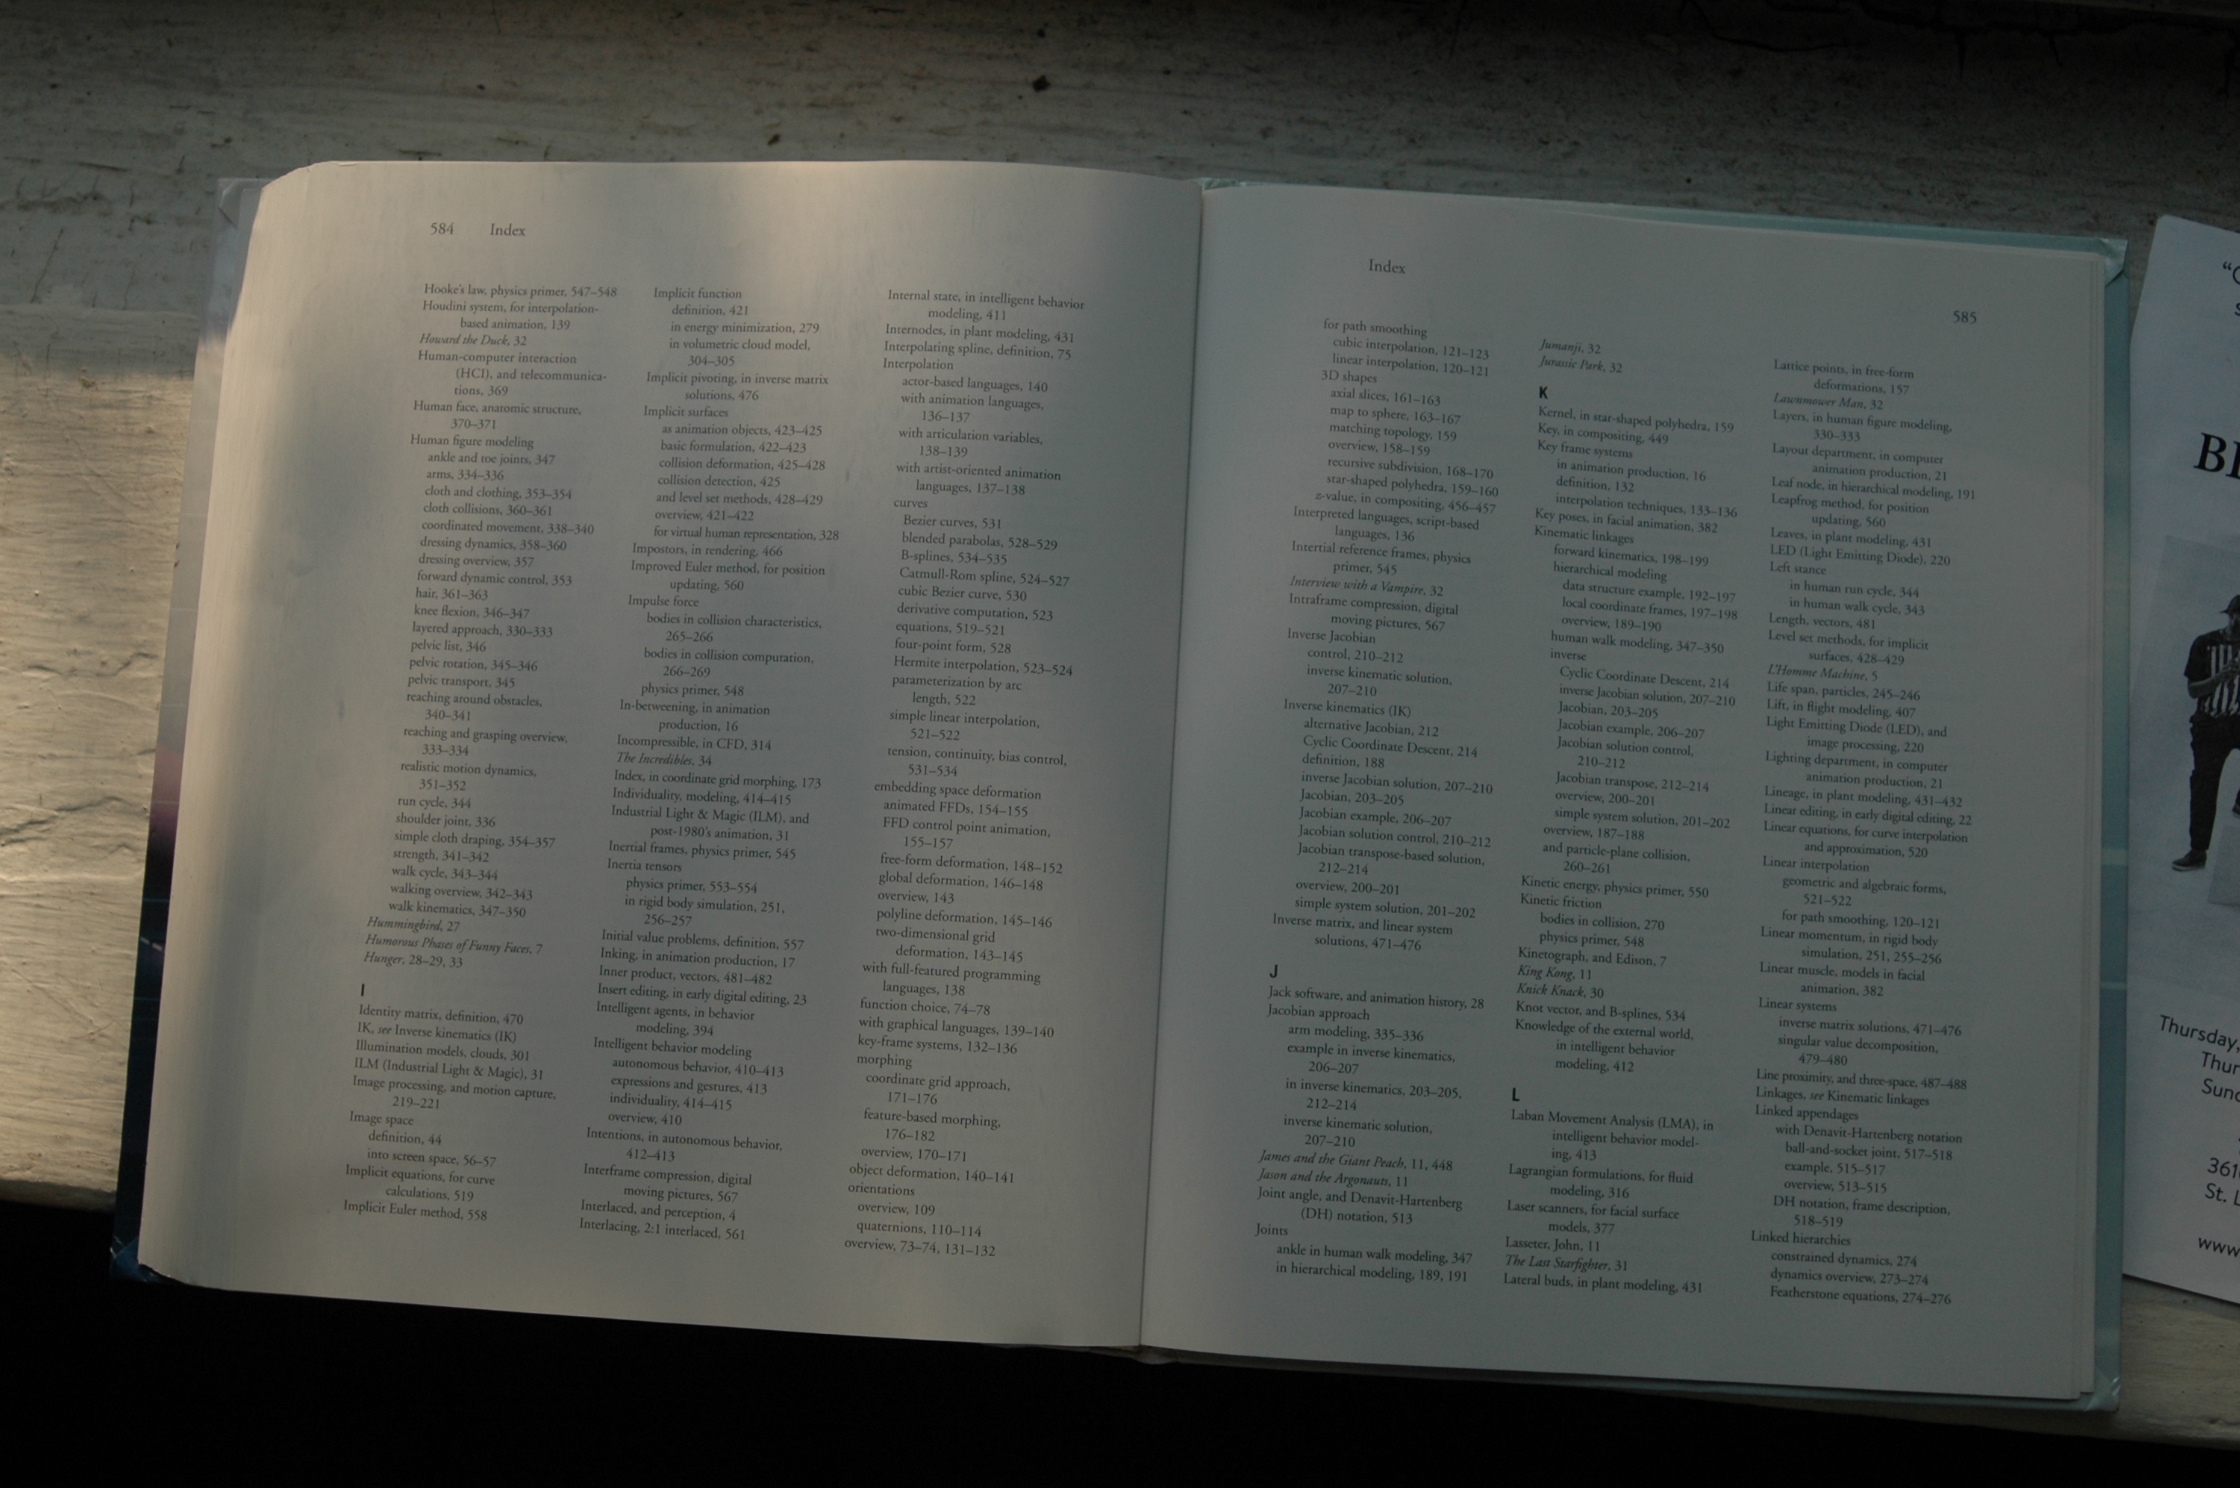 584 Index
Hooke's law, physics primer, 547–548
Houdini system, for interpolation-
based animation, 139
Howard the Duck, 32
Human-computer interaction
(HCI), and telecommunica-
tions, 369
Human face, anatomic structure,
370–371
Human figure modeling
ankle and toe joints, 347
arms, 334–336
cloth and clothing, 353–354
cloth collisions, 360–361
coordinated movement, 338–340
dressing dynamics, 358–360
dressing overview, 357
forward dynamic control, 353
hair, 361–363
knee flexion, 346–347
layered approach, 330–333
pelvic list, 346
pelvic rotation, 345–346
pelvic transport, 345
reaching around obstacles,
340–341
reaching and grasping overview,
333–334
realistic motion dynamics,
351–352
run cycle, 344
shoulder joint, 336
simple cloth draping, 354–357
strength, 341–342
walk cycle, 343–344
walking overview, 342–343
walk kinematics, 347–350
Hummingbird, 27
Humorous Phases of Funny Faces, 7
Hunger, 28–29, 33
I
Identity matrix, definition, 470
IK, see Inverse kinematics (IK)
Illumination models, clouds, 301
ILM (Industrial Light & Magic), 31
Image processing, and motion capture,
219–221
Image space
definition, 44
into screen space, 56–57
Implicit equations, for curve
calculations, 519
Implicit Euler method, 558
Implicit function
definition, 421
in energy minimization, 279
in volumetric cloud model,
304–305
Implicit pivoting, in inverse matrix
solutions, 476
Implicit surfaces
as animation objects, 423–425
basic formulation, 422–423
collision deformation, 425–428
collision detection, 425
and level set methods, 428–429
overview, 421–422
for virtual human representation, 328
Impostors, in rendering, 466
Improved Euler method, for position
updating, 560
Impulse force
bodies in collision characteristics,
265–266
bodies in collision computation,
266–269
physics primer, 548
In-betweening, in animation
production, 16
Incompressible, in CFD, 314
The Incredibles, 34
Index, in coordinate grid morphing, 173
Individuality, modeling, 414–415
Industrial Light & Magic (ILM), and
post-1980's animation, 31
Inertial frames, physics primer, 545
Inertia tensors
physics primer, 553–554
in rigid body simulation, 251,
256–257
Initial value problems, definition, 557
Inking, in animation production, 17
Inner product, vectors, 481–482
Insert editing, in early digital editing, 23
Intelligent agents, in behavior
modeling, 394
Intelligent behavior modeling
autonomous behavior, 410–413
expressions and gestures, 413
individuality, 414–415
overview, 410
Intentions, in autonomous behavior,
412–413
Interframe compression, digital
moving pictures, 567
Interlaced, and perception, 4
Interlacing, 2:1 interlaced, 561
Internal state, in intelligent behavior
modeling, 411
Internodes, in plant modeling, 431
Interpolating spline, definition, 75
Interpolation
actor-based languages, 140
with animation languages,
136–137
with articulation variables,
138–139
with artist-oriented animation
languages, 137–138
curves
Bezier curves, 531
blended parabolas, 528–529
B-splines, 534–535
Catmull-Rom spline, 524–527
cubic Bezier curve, 530
derivative computation, 523
equations, 519–521
four-point form, 528
Hermite interpolation, 523–524
parameterization by arc
length, 522
simple linear interpolation,
521–522
tension, continuity, bias control,
531–534
embedding space deformation
animated FFDs, 154–155
FFD control point animation,
155–157
free-form deformation, 148–152
global deformation, 146–148
overview, 143
polyline deformation, 145–146
two-dimensional grid
deformation, 143–145
with full-featured programming
languages, 138
function choice, 74–78
with graphical languages, 139–140
key-frame systems, 132–136
morphing
coordinate grid approach,
171–176
feature-based morphing,
176–182
overview, 170–171
object deformation, 140–141
orientations
overview, 109
quaternions, 110–114
overview, 73–74, 131–132
Index
585
for path smoothing
cubic interpolation, 121–123
linear interpolation, 120–121
3D shapes
axial slices, 161–163
map to sphere, 163–167
matching topology, 159
overview, 158–159
recursive subdivision, 168–170
star-shaped polyhedra, 159–160
z-value, in compositing, 456–457
Interpreted languages, script-based
languages, 136
Intertial reference frames, physics
primer, 545
Interview with a Vampire, 32
Intraframe compression, digital
moving pictures, 567
Inverse Jacobian
control, 210–212
inverse kinematic solution,
207–210
Inverse kinematics (IK)
alternative Jacobian, 212
Cyclic Coordinate Descent, 214
definition, 188
inverse Jacobian solution, 207–210
Jacobian, 203–205
Jacobian example, 206–207
Jacobian solution control, 210–212
Jacobian transpose-based solution,
212–214
overview, 200–201
simple system solution, 201–202
Inverse matrix, and linear system
solutions, 471–476
J
Jack software, and animation history, 28
Jacobian approach
arm modeling, 335–336
example in inverse kinematics,
206–207
in inverse kinematics, 203–205,
212–214
inverse kinematic solution,
207–210
James and the Giant Peach, 11, 448
Jason and the Argonauts, 11
Joint angle, and Denavit-Hartenberg
(DH) notation, 513
Joints
ankle in human walk modeling, 347
in hierarchical modeling, 189, 191
Jumanji, 32
Jurassic Park, 32
K
Kernel, in star-shaped polyhedra, 159
Key, in compositing, 449
Key frame systems
in animation production, 16
definition, 132
interpolation techniques, 133–136
Key poses, in facial animation, 382
Kinematic linkages
forward kinematics, 198–199
hierarchical modeling
data structure example, 192–197
local coordinate frames, 197–198
overview, 189–190
human walk modeling, 347–350
inverse
Cyclic Coordinate Descent, 214
inverse Jacobian solution, 207–210
Jacobian, 203–205
Jacobian example, 206–207
Jacobian solution control,
210–212
Jacobian transpose, 212–214
overview, 200–201
simple system solution, 201–202
overview, 187–188
and particle-plane collision,
260–261
Kinetic energy, physics primer, 550
Kinetic friction
bodies in collision, 270
physics primer, 548
Kinetograph, and Edison, 7
King Kong, 11
Knick Knack, 30
Knot vector, and B-splines, 534
Knowledge of the external world,
in intelligent behavior
modeling, 412
L
Laban Movement Analysis (LMA), in
intelligent behavior model-
ing, 413
Lagrangian formulations, for fluid
modeling, 316
Laser scanners, for facial surface
models, 377
Lasseter, John, 11
The Last Starfighter, 31
Lateral buds, in plant modeling, 431
Lattice points, in free-form
deformations, 157
Lawnmower Man, 32
Layers, in human figure modeling,
330–333
Layout department, in computer
animation production, 21
Leaf node, in hierarchical modeling, 191
Leapfrog method, for position
updating, 560
Leaves, in plant modeling, 431
LED (Light Emitting Diode), 220
Left stance
in human run cycle, 344
in human walk cycle, 343
Length, vectors, 481
Level set methods, for implicit
surfaces, 428–429
L'Homme Machine, 5
Life span, particles, 245–246
Lift, in flight modeling, 407
Light Emitting Diode (LED), and
image processing, 220
Lighting department, in computer
animation production, 21
Lineage, in plant modeling, 431–432
Linear editing, in early digital editing, 22
Linear equations, for curve interpolation
and approximation, 520
Linear interpolation
geometric and algebraic forms,
521–522
for path smoothing, 120–121
Linear momentum, in rigid body
simulation, 251, 255–256
Linear muscle, models in facial
animation, 382
Linear systems
inverse matrix solutions, 471–476
singular value decomposition,
479–480
Line proximity, and three-space, 487–488
Linkages, see Kinematic linkages
Linked appendages
with Denavit-Hartenberg notation
ball-and-socket joint, 517–518
example, 515–517
overview, 513–515
DH notation, frame description,
518–519
Linked hierarchies
constrained dynamics, 274
dynamics overview, 273–274
Featherstone equations, 274–276
Thursday,
St. L
www